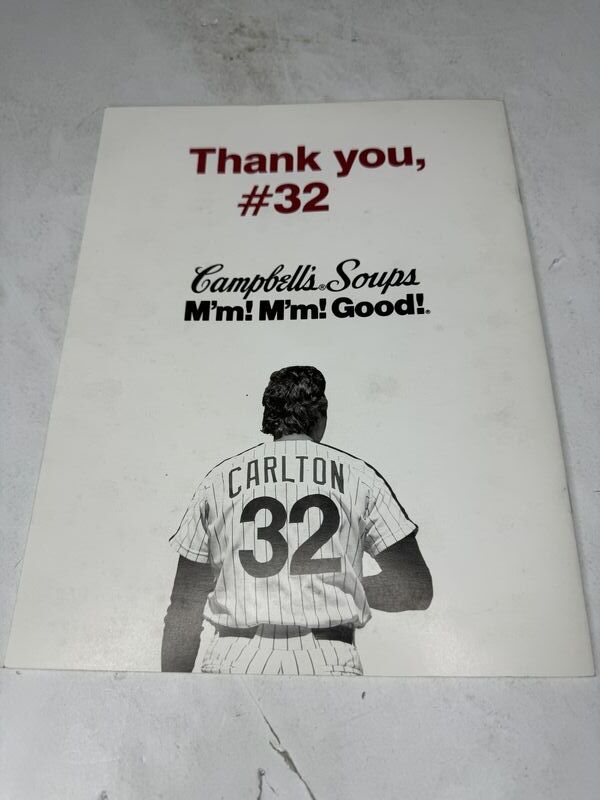 Thank you,
#32
Campbell's® Soups
M'm! M'm! Good!®
CARLTON
32